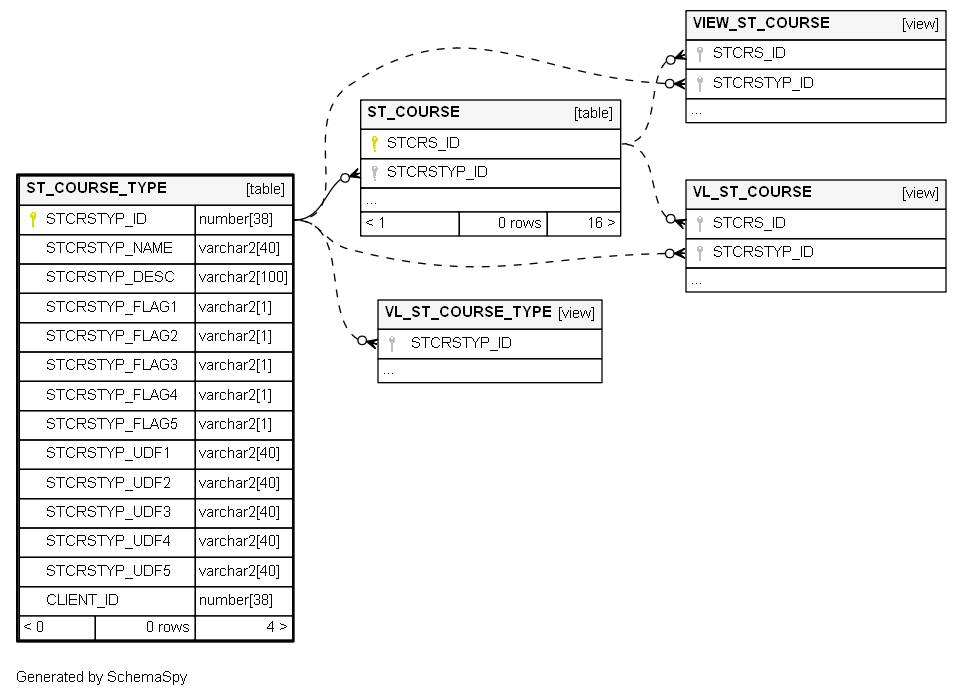 VIEW_ST_COURSE [view]
STCRS_ID
STCRSTYP_ID
...
ST_COURSE [table]
STCRS_ID
STCRSTYP_ID
...
< 1 0 rows 16 >
ST_COURSE_TYPE [table]
STCRSTYP_ID number[38]
STCRSTYP_NAME varchar2[40]
STCRSTYP_DESC varchar2[100]
STCRSTYP_FLAG1 varchar2[1]
STCRSTYP_FLAG2 varchar2[1]
STCRSTYP_FLAG3 varchar2[1]
STCRSTYP_FLAG4 varchar2[1]
STCRSTYP_FLAG5 varchar2[1]
STCRSTYP_UDF1 varchar2[40]
STCRSTYP_UDF2 varchar2[40]
STCRSTYP_UDF3 varchar2[40]
STCRSTYP_UDF4 varchar2[40]
STCRSTYP_UDF5 varchar2[40]
CLIENT_ID number[38]
< 0 0 rows 4 >
VL_ST_COURSE [view]
STCRS_ID
STCRSTYP_ID
...
VL_ST_COURSE_TYPE [view]
STCRSTYP_ID
...
Generated by SchemaSpy